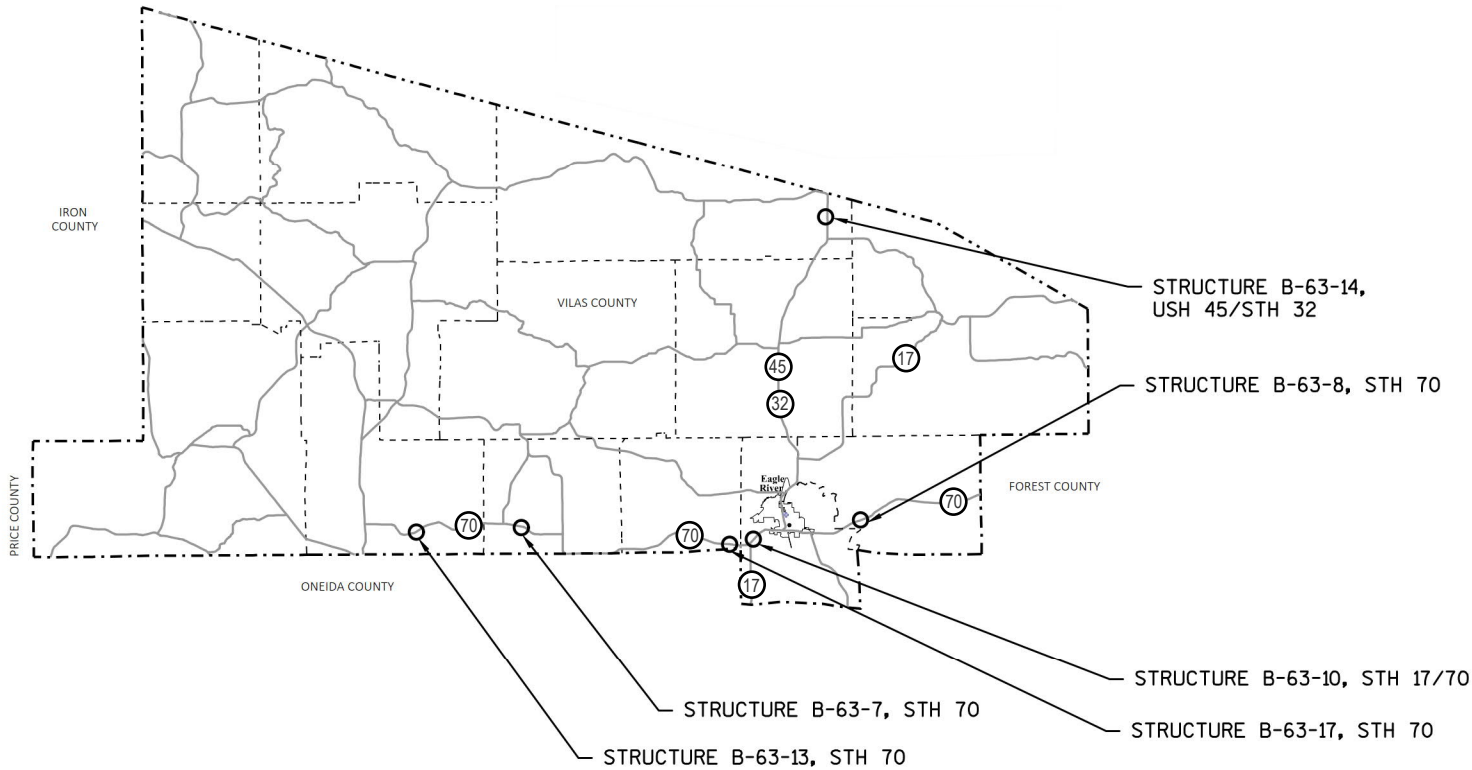 IRON
COUNTY
VILAS COUNTY
STRUCTURE B-63-14,
USH 45/STH 32
45
17
32
STRUCTURE B-63-8, STH 70
PRICE COUNTY
Eagle
River
FOREST COUNTY
70
70
70
17
ONEIDA COUNTY
STRUCTURE B-63-10, STH 17/70
STRUCTURE B-63-7, STH 70
STRUCTURE B-63-17, STH 70
STRUCTURE B-63-13, STH 70